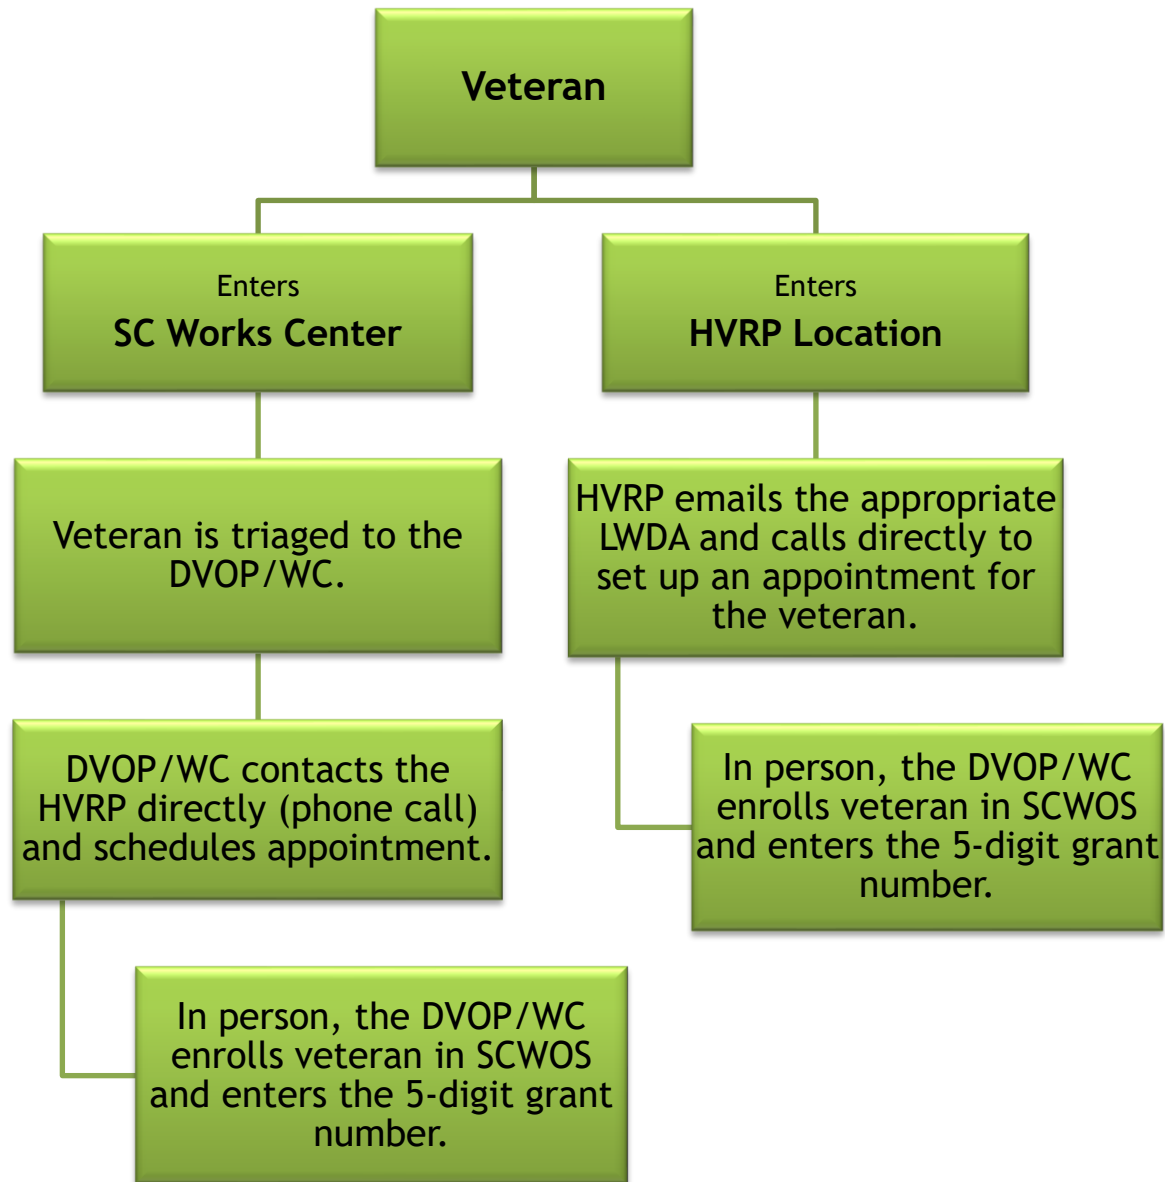 Veteran
Enters
SC Works Center
Veteran is triaged to the
DVOP/WC.
DVOP/WC contacts the
HVRP directly (phone call)
and schedules appointment.
In person, the DVOP/WC
enrolls veteran in SCWOS
and enters the 5-digit grant
number.
Enters
HVRP Location
HVRP emails the appropriate
LWDA and calls directly to
set up an appointment for
the veteran.
In person, the DVOP/WC
enrolls veteran in SCWOS
and enters the 5-digit grant
number.